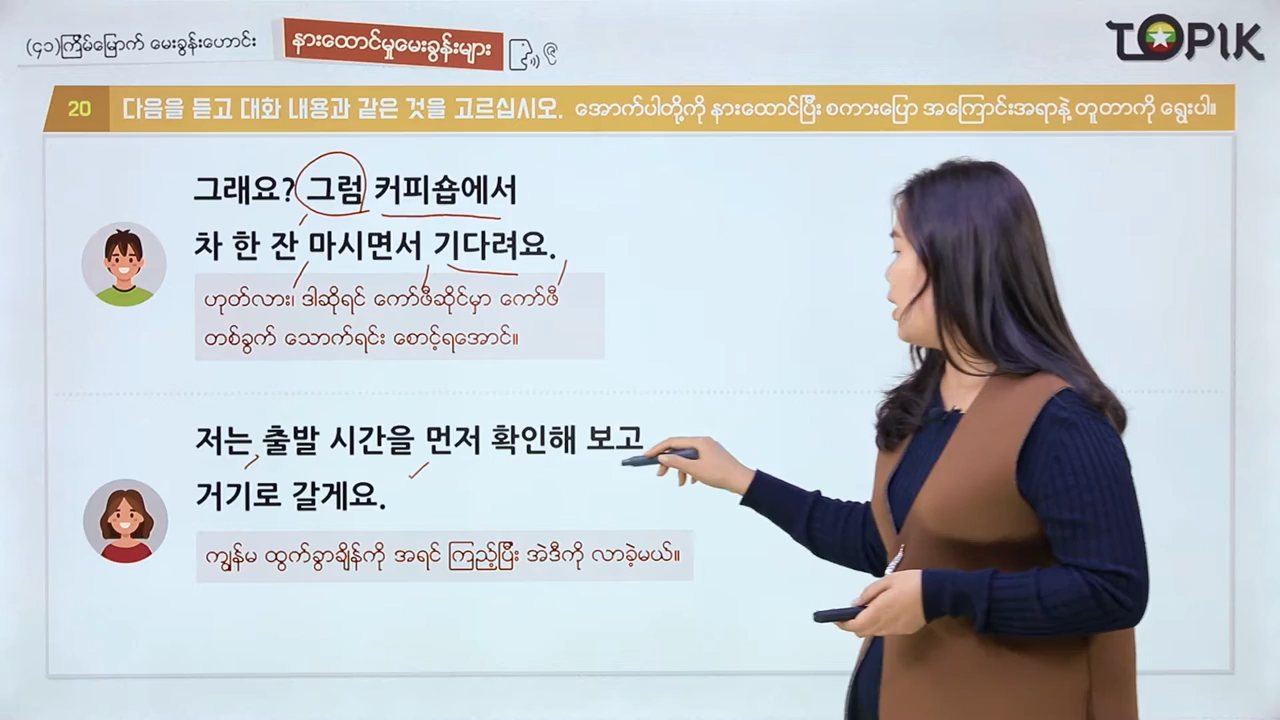 (၄၁)ကြိမ်မြောက် မေးခွန်းဟောင်း
နားထောင်မှုမေးခွန်းများ
၉
TOPIK
20 다음을 듣고 대화 내용과 같은 것을 고르십시오. အောက်ပါတို့ကို နားထောင်ပြီး စကားပြော အကြောင်းအရာနဲ့ တူတာကို ရွေးပါ။
그래요? 그럼 커피숍에서
차 한 잔 마시면서 기다려요.
ဟုတ်လား၊ ဒါဆိုရင် ကော်ဖီဆိုင်မှာ ကော်ဖီ
တစ်ခွက် သောက်ရင်း စောင့်ရအောင်။
저는 출발 시간을 먼저 확인해 보고
거기로 갈게요.
ကျွန်မ ထွက်ခွာချိန်ကို အရင် ကြည့်ပြီး အဲဒီကို လာခဲ့မယ်။